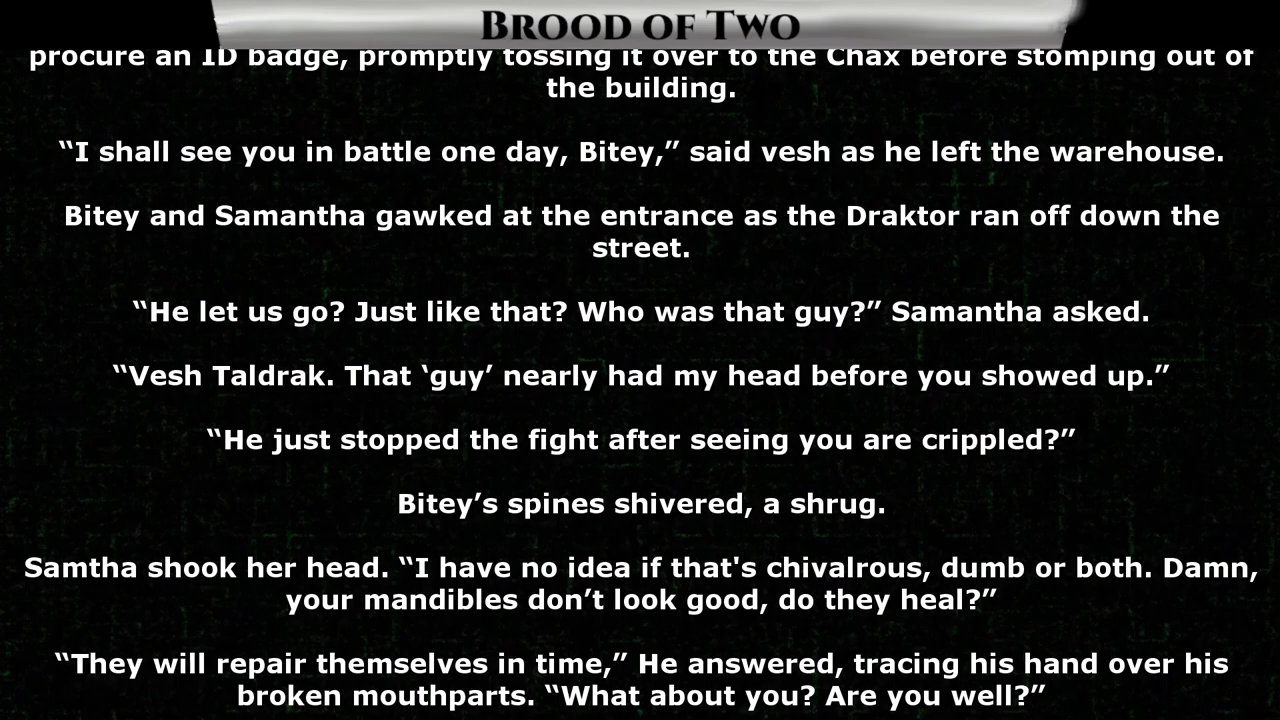 Brood of Two
procure an ID badge, promptly tossing it over to the Chax before stomping out of
the building.
“I shall see you in battle one day, Bitey,” said vesh as he left the warehouse.
Bitey and Samantha gawked at the entrance as the Draktor ran off down the
street.
“He let us go? Just like that? Who was that guy?” Samantha asked.
“Vesh Taldrak. That ‘guy’ nearly had my head before you showed up.”
“He just stopped the fight after seeing you are crippled?”
Bitey’s spines shivered, a shrug.
Samtha shook her head. “I have no idea if that's chivalrous, dumb or both. Damn,
your mandibles don’t look good, do they heal?”
“They will repair themselves in time,” He answered, tracing his hand over his
broken mouthparts. “What about you? Are you well?”